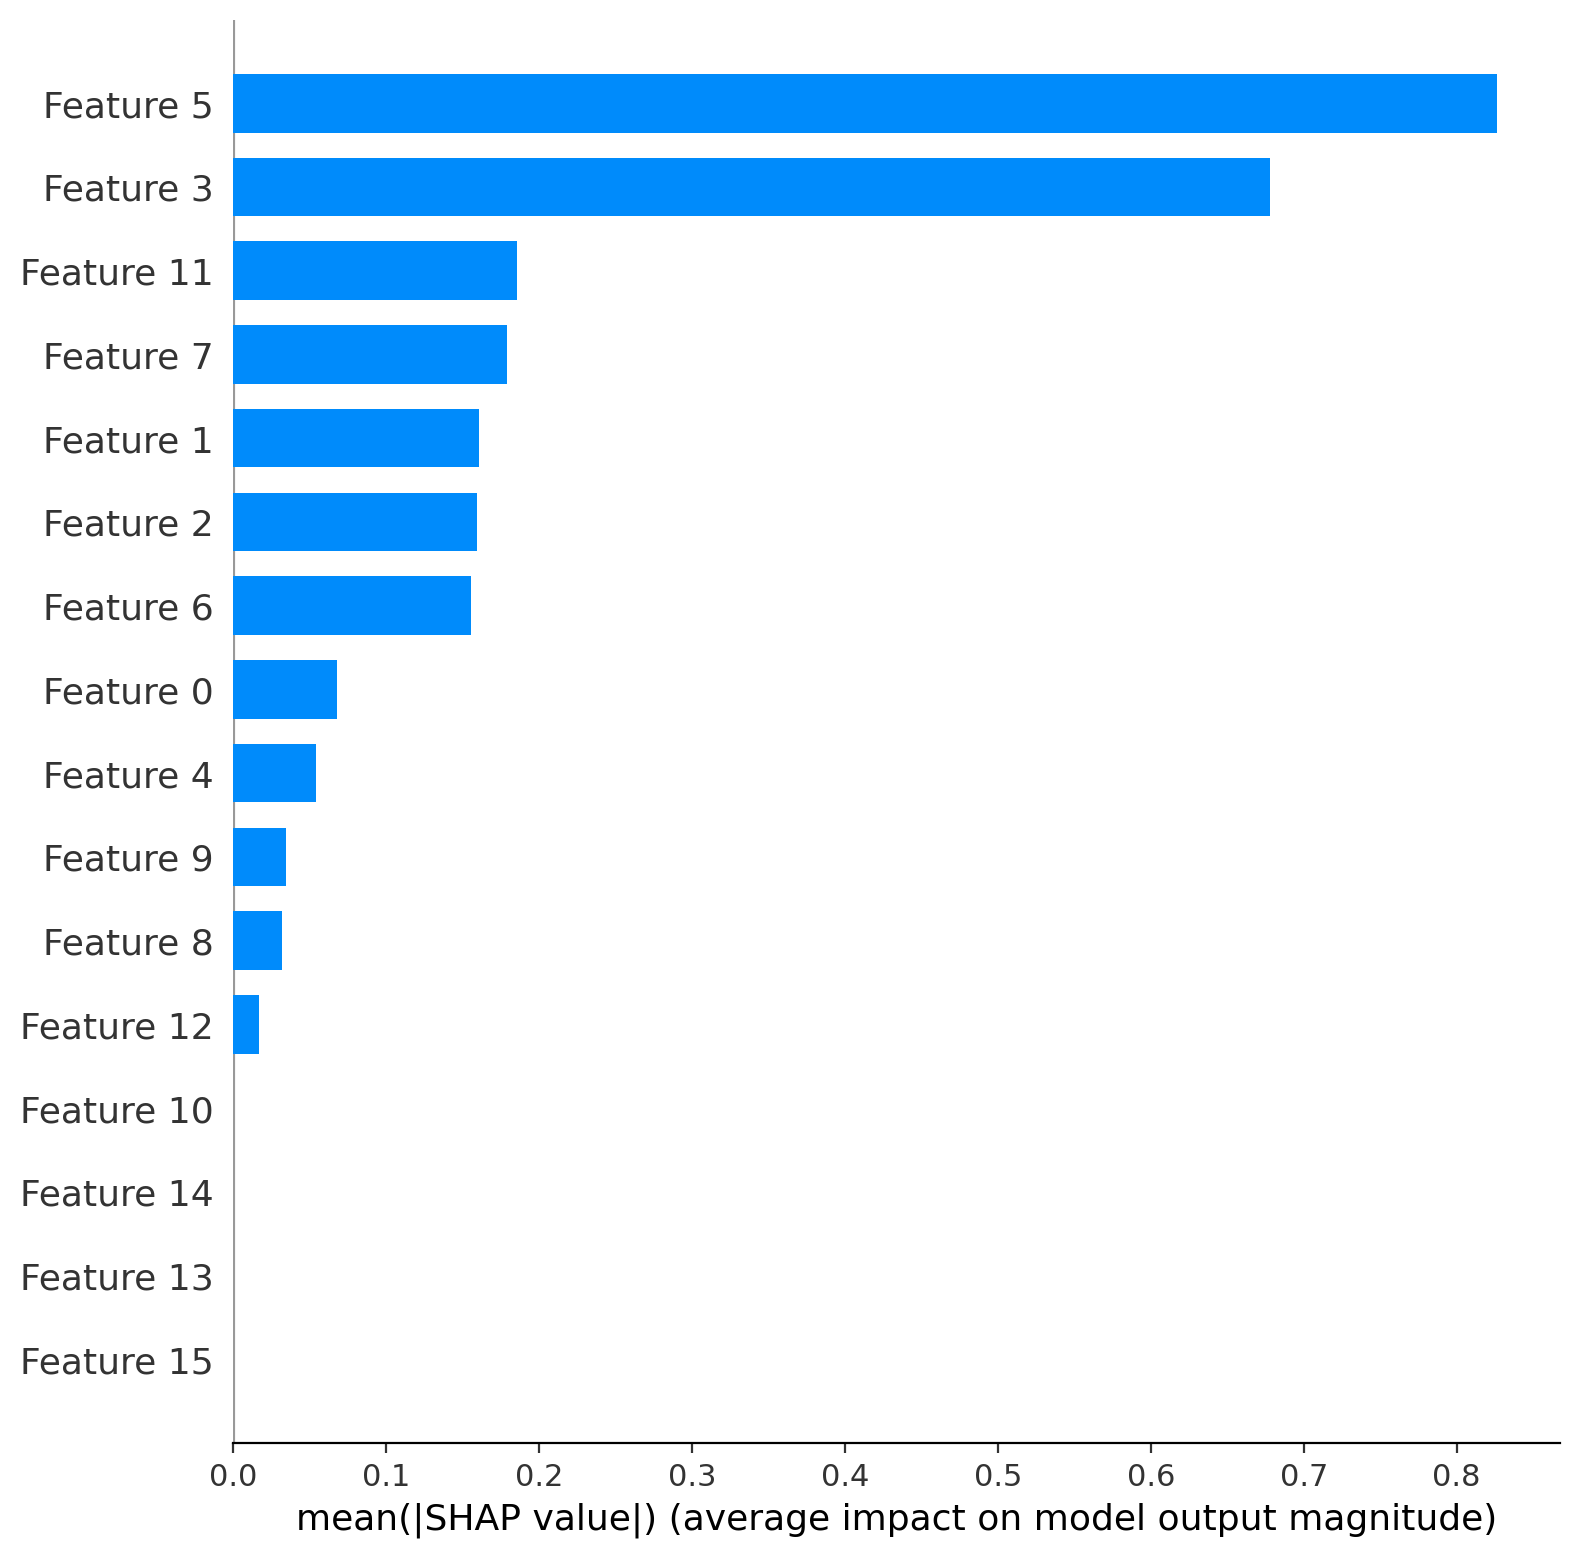 Feature 5
Feature 3
Feature 11
Feature 7
Feature 1
Feature 2
Feature 6
Feature 0
Feature 4
Feature 9
Feature 8
Feature 12
Feature 10
Feature 14
Feature 13
Feature 15
0.0 0.1 0.2 0.3 0.4 0.5 0.6 0.7 0.8
mean(|SHAP value|) (average impact on model output magnitude)